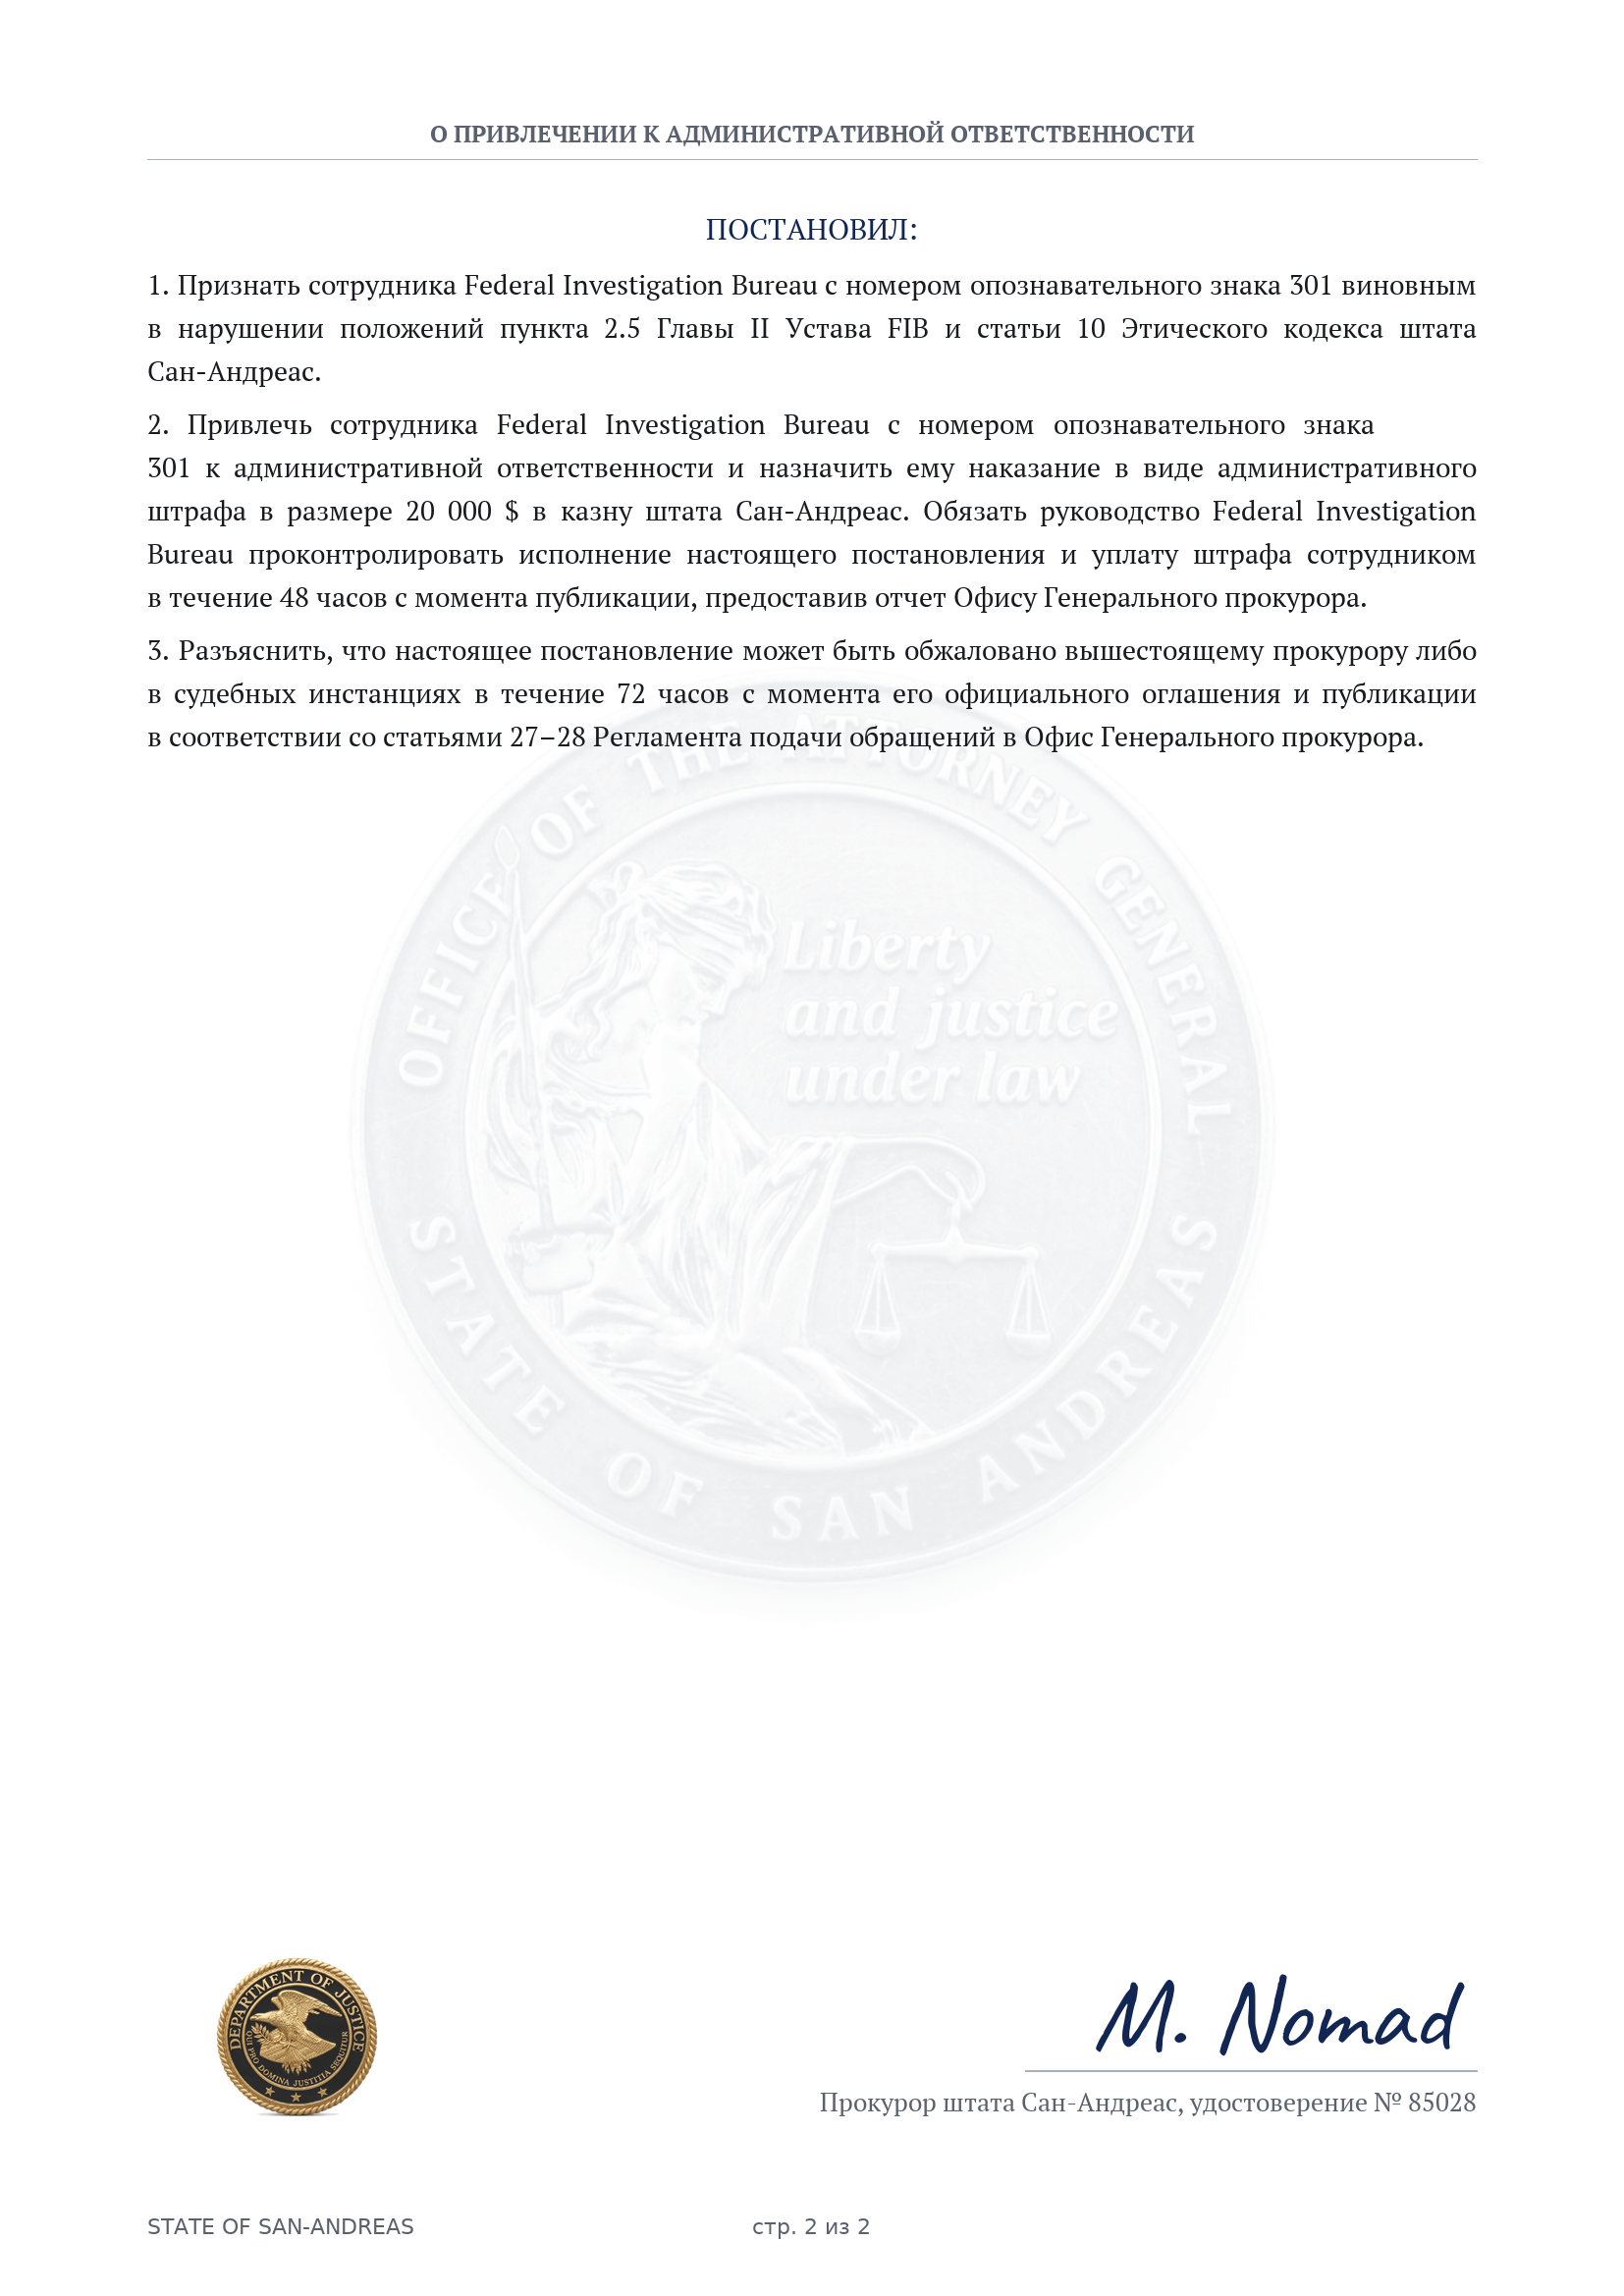 О ПРИВЛЕЧЕНИИ К АДМИНИСТРАТИВНОЙ ОТВЕТСТВЕННОСТИ
ПОСТАНОВИЛ:
1. Признать сотрудника Federal Investigation Bureau с номером опознавательного знака 301 виновным
в нарушении положений пункта 2.5 Главы II Устава FIB и статьи 10 Этического кодекса штата
Сан-Андреас.
2. Привлечь сотрудника Federal Investigation Bureau с номером опознавательного знака
301 к административной ответственности и назначить ему наказание в виде административного
штрафа в размере 20 000 $ в казну штата Сан-Андреас. Обязать руководство Federal Investigation
Bureau проконтролировать исполнение настоящего постановления и уплату штрафа сотрудником
в течение 48 часов с момента публикации, предоставив отчет Офису Генерального прокурора.
3. Разъяснить, что настоящее постановление может быть обжаловано вышестоящему прокурору либо
в судебных инстанциях в течение 72 часов с момента его официального оглашения и публикации
в соответствии со статьями 27–28 Регламента подачи обращений в Офис Генерального прокурора.
OFFICE OF THE ATTORNEY GENERAL
Liberty
and justice
under law
STATE OF SAN ANDREAS
DEPARTMENT OF JUSTICE
QUI PRO DOMINA JUSTITIA SEQUITUR
M. Nomad
Прокурор штата Сан-Андреас, удостоверение № 85028
STATE OF SAN-ANDREAS
стр. 2 из 2